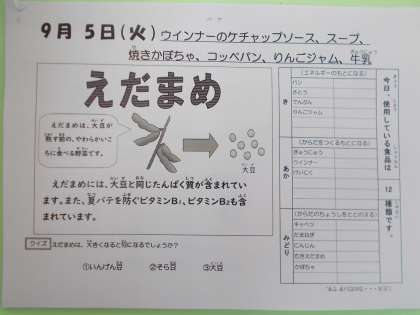 9月 5日(火) ウインナーのケチャップソース、スープ、
焼きかぼちゃ、コッペパン、りんごジャム、牛乳
えだまめ
えだまめは、大豆が
熟す前の、やわらかいこ
ろに食べる野菜です。
大豆
えだまめには、大豆と同じたんぱく質が含まれてい
ます。また、夏バテを防ぐビタミンB₁、ビタミンB₂も含
まれています。
クイズ えだまめは、大きくなると何になるでしょうか?
①いんげん豆 ②そら豆 ③大豆
今日、使用している食品は 12 種類です。
き
(エネルギーのもとになる)
パン
さとう
でんぷん
りんごジャム
あか
(からだをつくるもとになる)
ぎゅうにゅう
ウインナー
みどり
(からだのちょうしをととのえる)
キャベツ
たまねぎ
にんじん
むきえだまめ
かぼちゃ